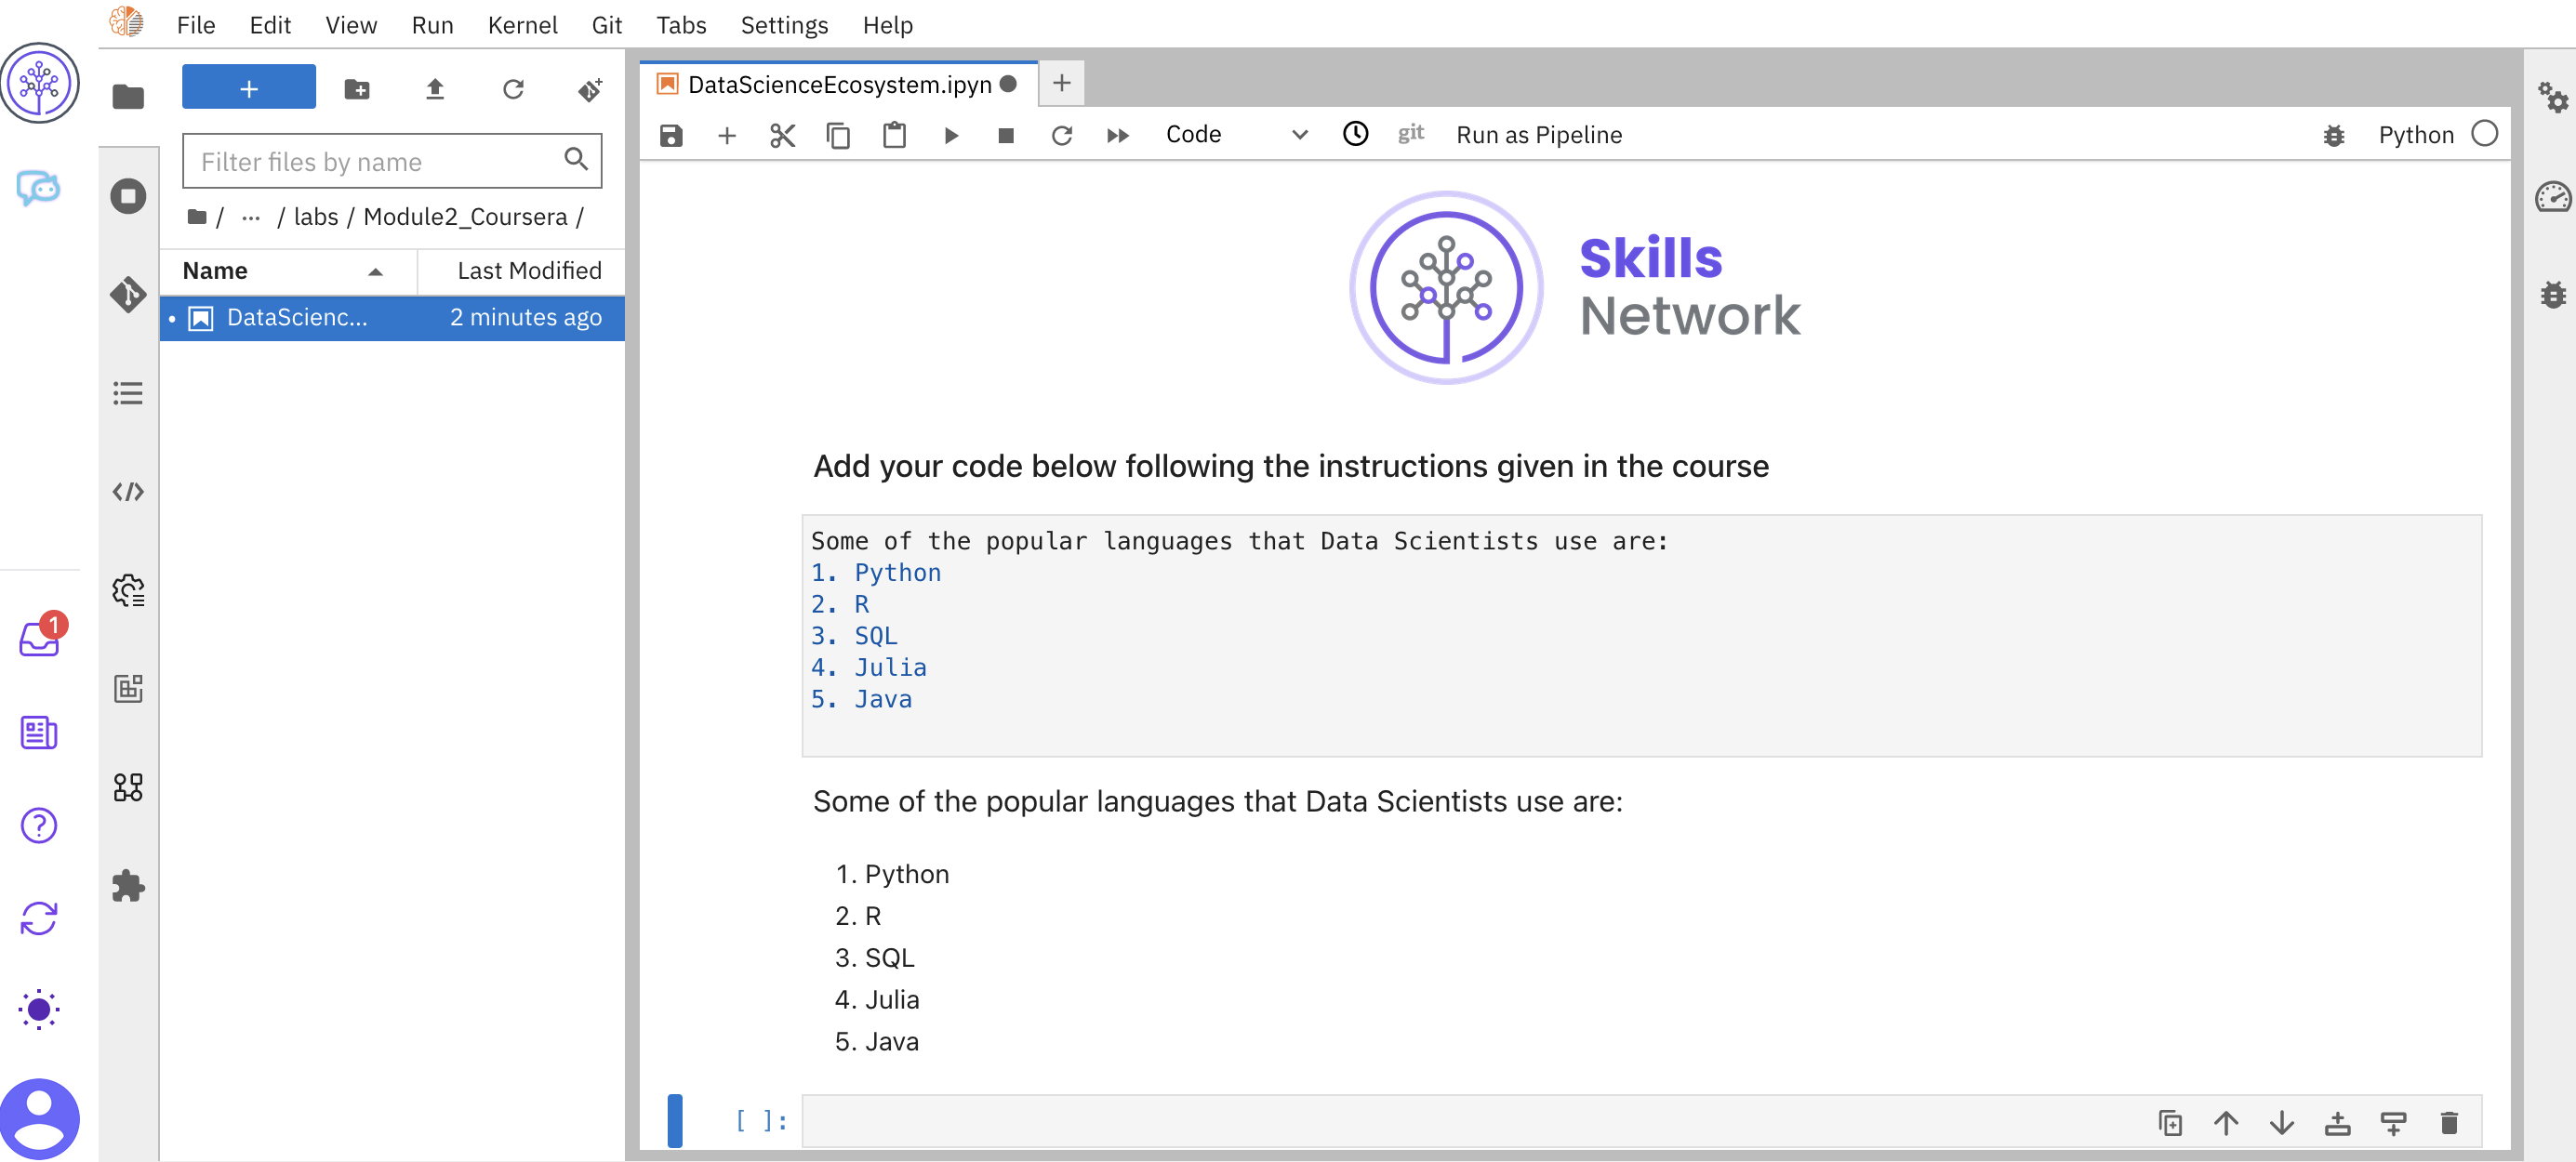 File Edit View Run Kernel Git Tabs Settings Help
Filter files by name
/ ... / labs / Module2_Coursera /
Name Last Modified
DataScienc... 2 minutes ago
1
DataScienceEcosystem.ipyn
Code git Run as Pipeline Python
Skills
Network
Add your code below following the instructions given in the course
Some of the popular languages that Data Scientists use are:
1. Python
2. R
3. SQL
4. Julia
5. Java
Some of the popular languages that Data Scientists use are:
1. Python
2. R
3. SQL
4. Julia
5. Java
[ ]: